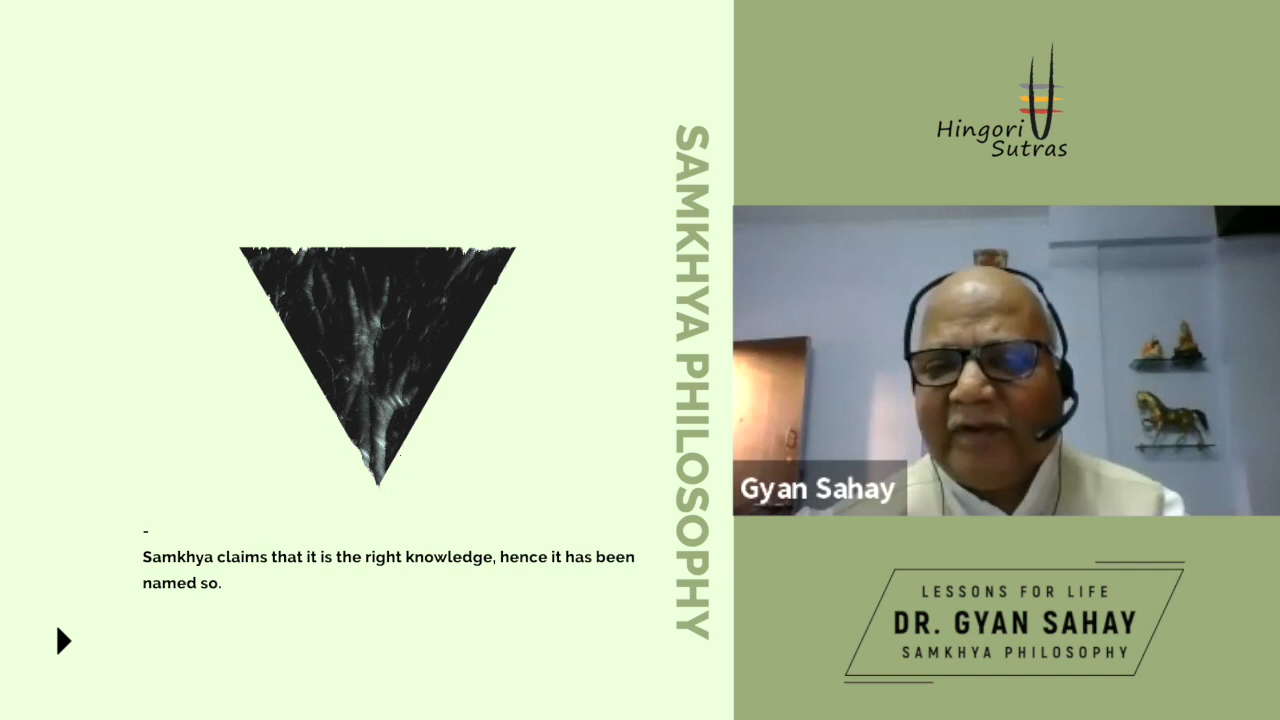 -
Samkhya claims that it is the right knowledge, hence it has been
named so.
SAMKHYA PHILOSOPHY
Hingori
Sutras
Gyan Sahay
LESSONS FOR LIFE
DR. GYAN SAHAY
SAMKHYA PHILOSOPHY